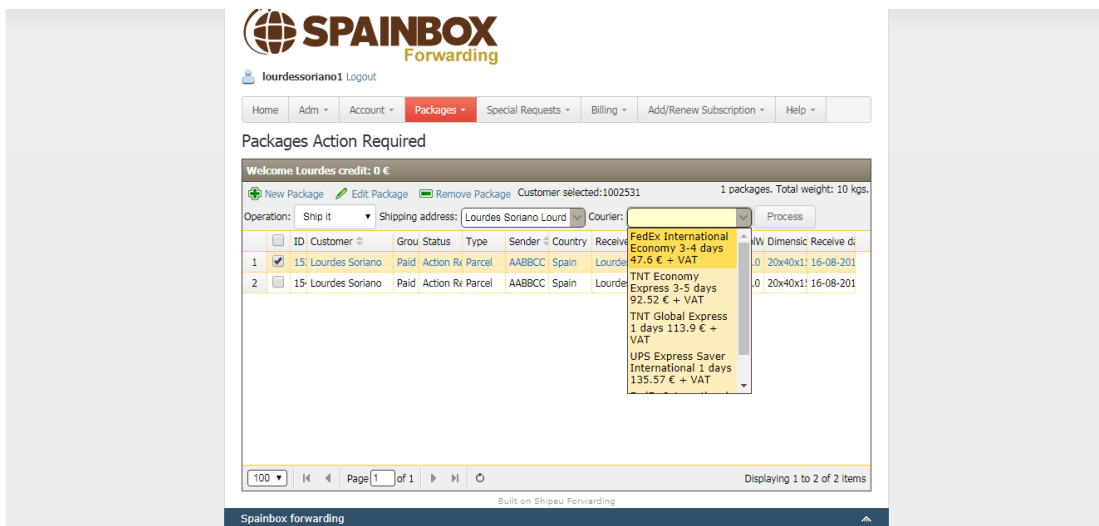 SPAINBOX
Forwarding
lourdessoriano1 Logout
Home Adm Account Packages Special Requests Billing Add/Renew Subscription Help
Packages Action Required
Welcome Lourdes credit: 0 €
New Package Edit Package Remove Package Customer selected:1002531 1 packages. Total weight: 10 kgs.
Operation: Ship it Shipping address: Lourdes Soriano Lourd Courier: Process
ID Customer Grou Status Type Sender Country Receive lW Dimensic Receive da
1 15 Lourdes Soriano Paid Action Re Parcel AABBCC Spain Lourde .0 20x40x1 16-08-201
2 15 Lourdes Soriano Paid Action Re Parcel AABBCC Spain Lourde .0 20x40x1 16-08-201
FedEx International
Economy 3-4 days
47.6 € + VAT
TNT Economy
Express 3-5 days
92.52 € + VAT
TNT Global Express
1 days 113.9 € +
VAT
UPS Express Saver
International 1 days
135.57 € + VAT
100 Page 1 of 1 Displaying 1 to 2 of 2 items
Built on Shipeu Forwarding
Spainbox forwarding